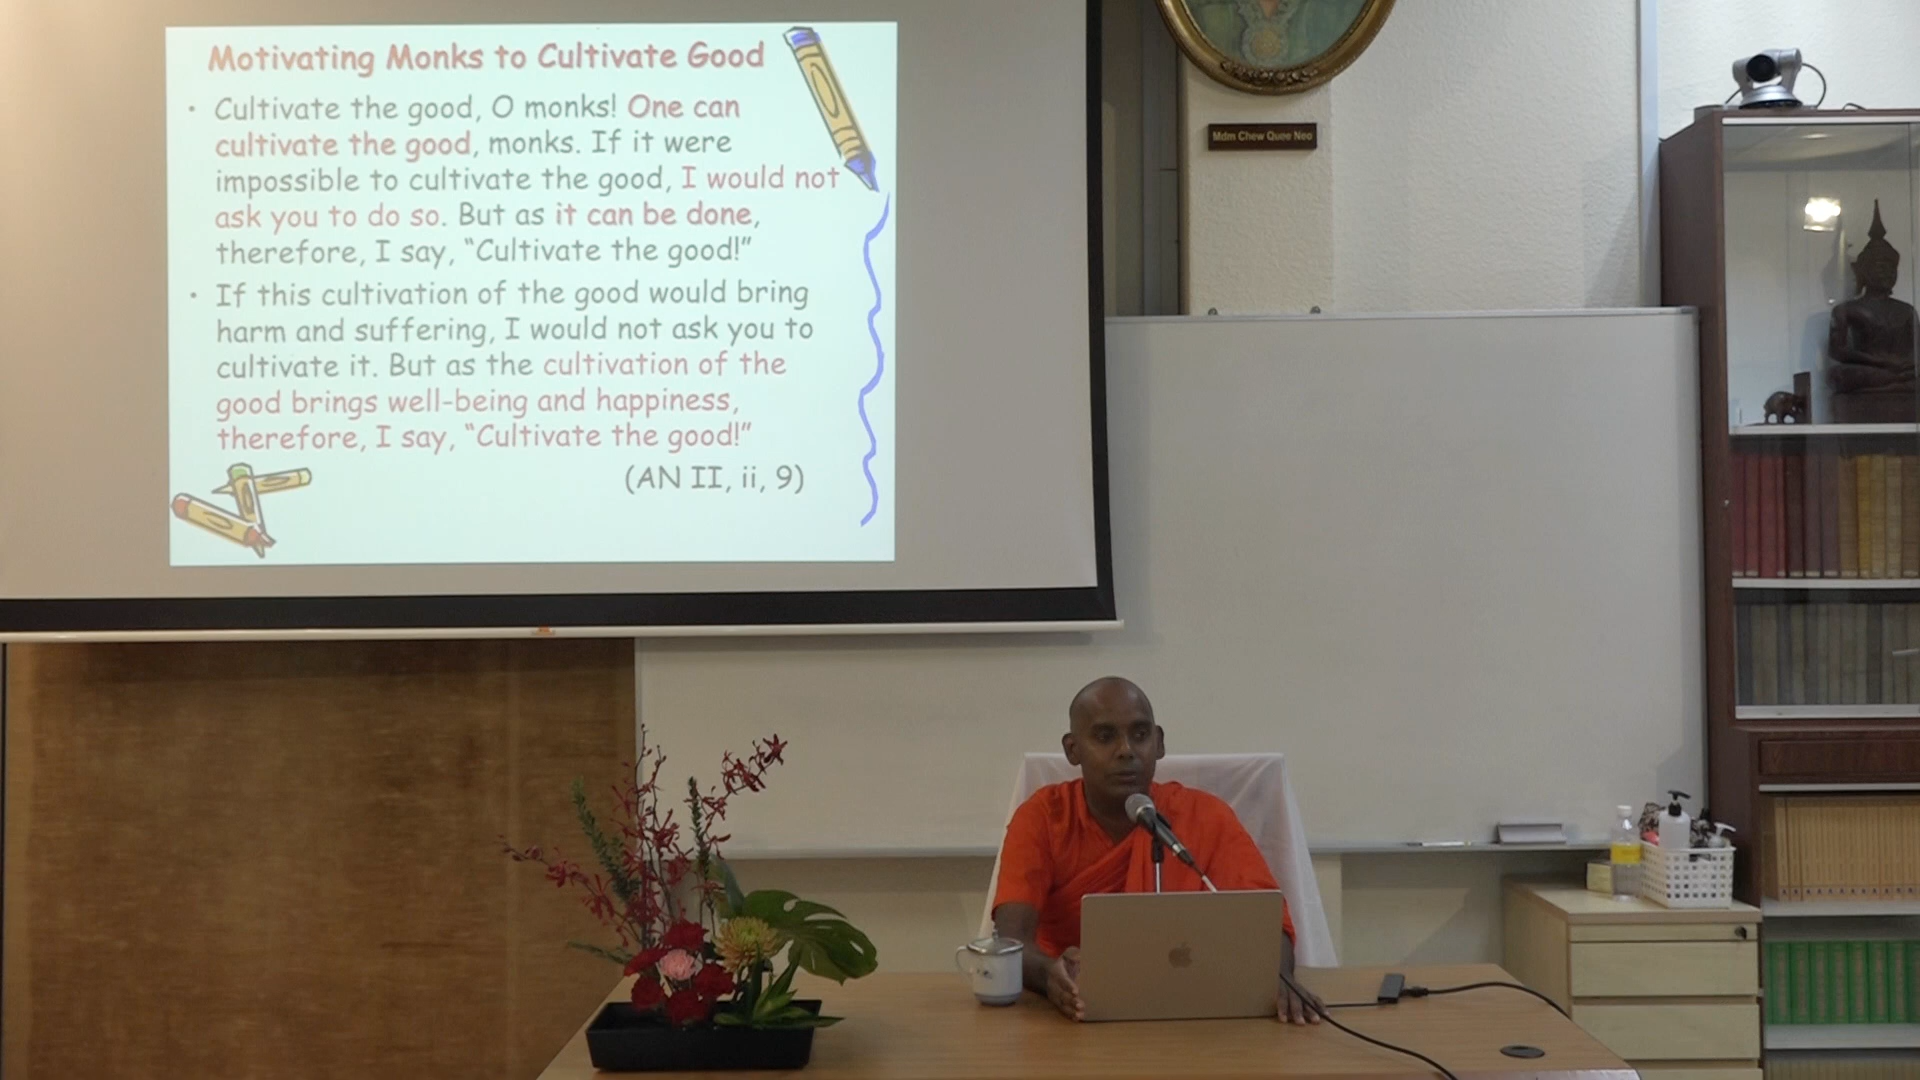 Motivating Monks to Cultivate Good
• Cultivate the good, O monks! One can
cultivate the good, monks. If it were
impossible to cultivate the good, I would not
ask you to do so. But as it can be done,
therefore, I say, “Cultivate the good!”
• If this cultivation of the good would bring
harm and suffering, I would not ask you to
cultivate it. But as the cultivation of the
good brings well-being and happiness,
therefore, I say, “Cultivate the good!”
(AN II, ii, 9)
Mdm Chew Quee Neo